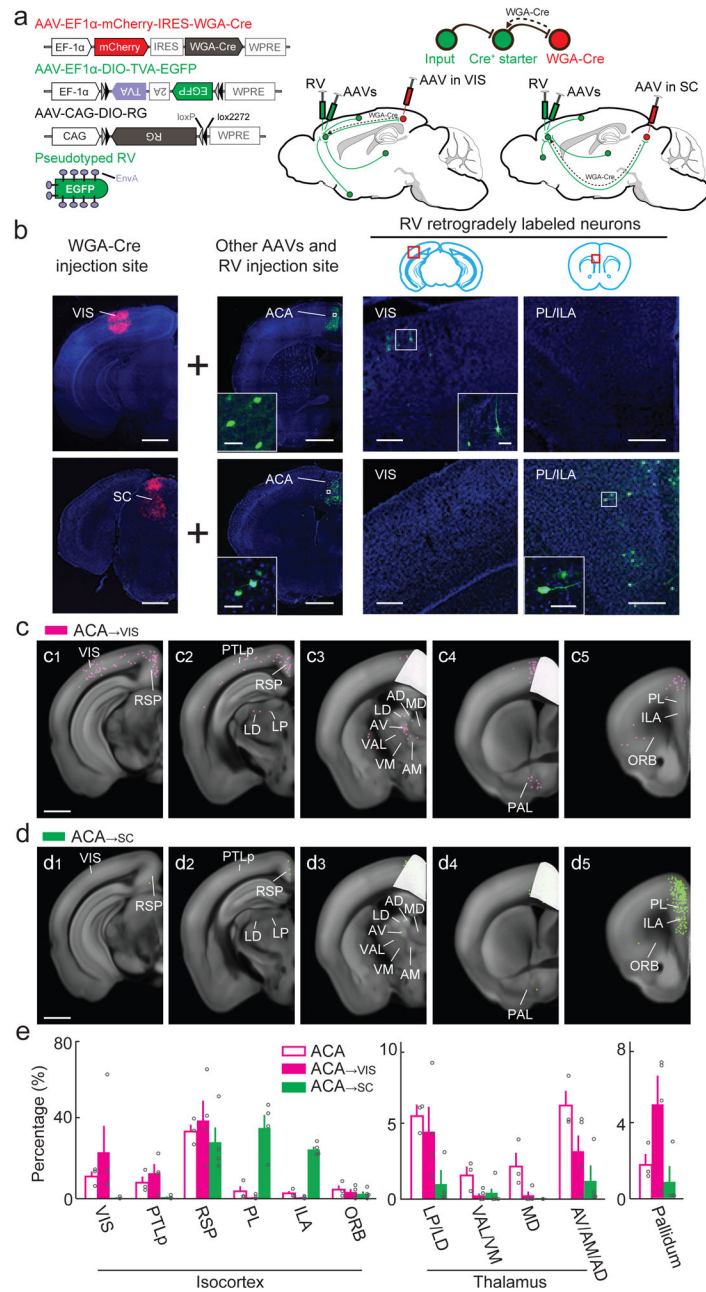 a
AAV-EF1α-mCherry-IRES-WGA-Cre
EF-1α mCherry IRES WGA-Cre WPRE
AAV-EF1α-DIO-TVA-EGFP
EF-1α TVA 2A EGFP WPRE
AAV-CAG-DIO-RG
loxP lox2272
CAG RG WPRE
Pseudotyped RV
EnvA
EGFP
WGA-Cre
Input Cre+ starter WGA-Cre
RV AAVs AAV in VIS
WGA-Cre
RV AAVs AAV in SC
WGA-Cre
b
WGA-Cre injection site
Other AAVs and RV injection site
RV retrogradely labeled neurons
VIS
+
ACA
VIS
PL/ILA
SC
+
ACA
VIS
PL/ILA
c ACA→VIS
c1 VIS RSP
c2 PTLp RSP LD LP
c3 AD LD MD AV VAL VM AM
c4 PAL
c5 PL ILA ORB
d ACA→SC
d1 VIS RSP
d2 PTLp RSP LD LP
d3 AD LD MD AV VAL VM AM
d4 PAL
d5 PL ILA ORB
e
Percentage (%)
80
40
0
ACA
ACA→VIS
ACA→SC
VIS PTLp RSP PL ILA ORB
Isocortex
10
5
0
LP/LD VAL/VM MD AV/AM/AD
Thalamus
8
4
0
Pallidum